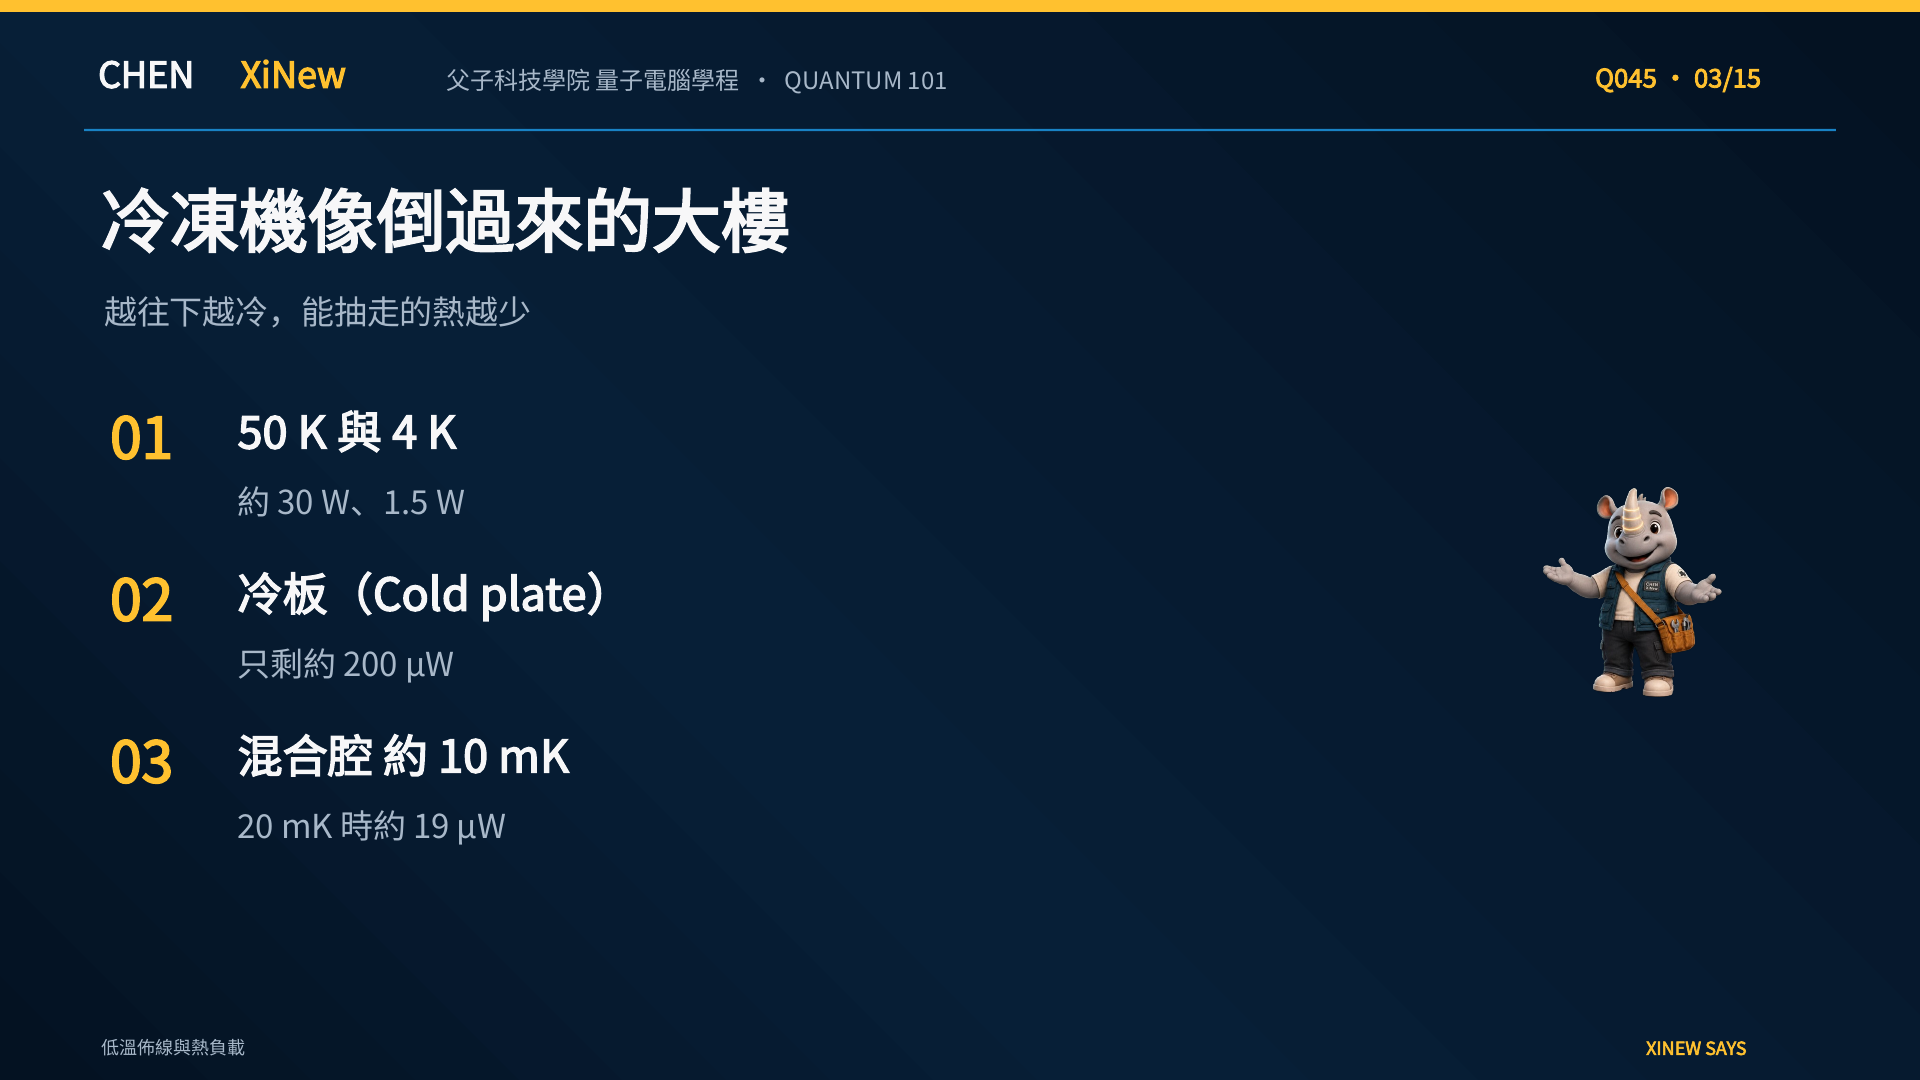 CHEN XiNew 父子科技學院 量子電腦學程 • QUANTUM 101 Q045 • 03/15
冷凍機像倒過來的大樓
越往下越冷，能抽走的熱越少
01 50 K 與 4 K
約 30 W、1.5 W
02 冷板（Cold plate）
只剩約 200 μW
03 混合腔 約 10 mK
20 mK 時約 19 μW
低溫佈線與熱負載 XINEW SAYS